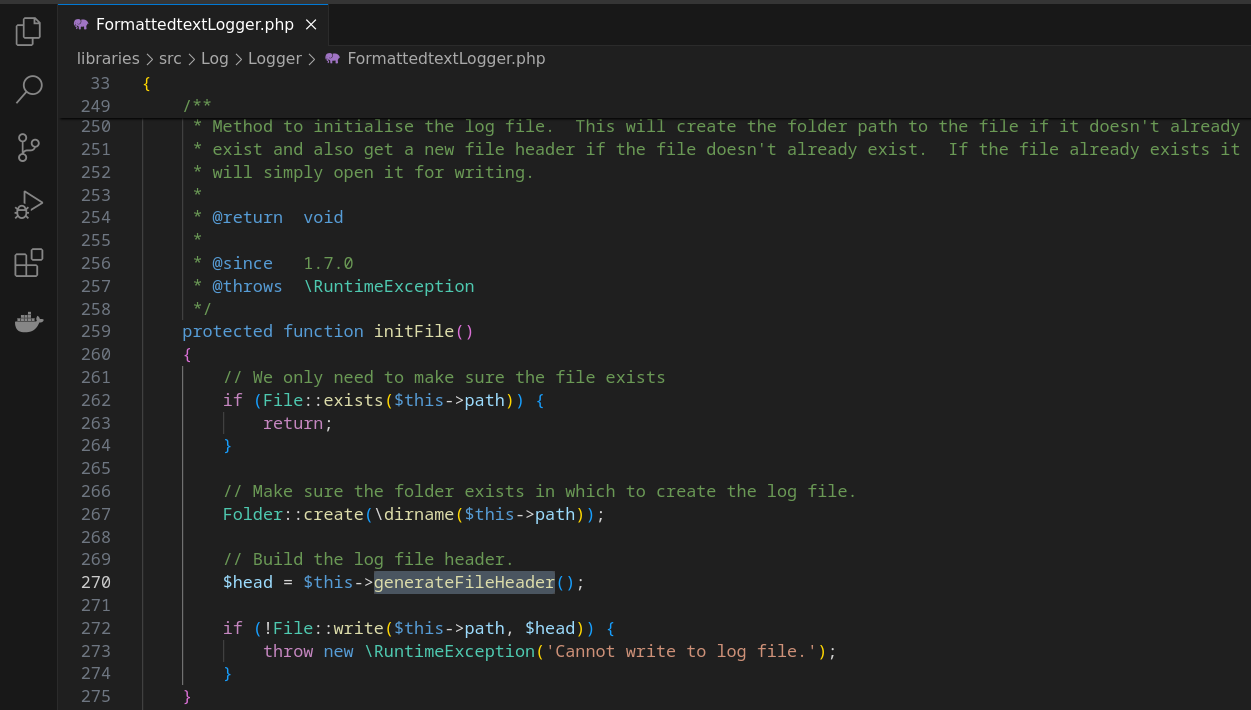 FormattedtextLogger.php
libraries > src > Log > Logger > FormattedtextLogger.php
33 {
249 /**
250 * Method to initialise the log file.  This will create the folder path to the file if it doesn't already
251 * exist and also get a new file header if the file doesn't already exist.  If the file already exists it
252 * will simply open it for writing.
253 *
254 * @return  void
255 *
256 * @since   1.7.0
257 * @throws  \RuntimeException
258 */
259 protected function initFile()
260 {
261 // We only need to make sure the file exists
262 if (File::exists($this->path)) {
263 return;
264 }
265
266 // Make sure the folder exists in which to create the log file.
267 Folder::create(\dirname($this->path));
268
269 // Build the log file header.
270 $head = $this->generateFileHeader();
271
272 if (!File::write($this->path, $head)) {
273 throw new \RuntimeException('Cannot write to log file.');
274 }
275 }